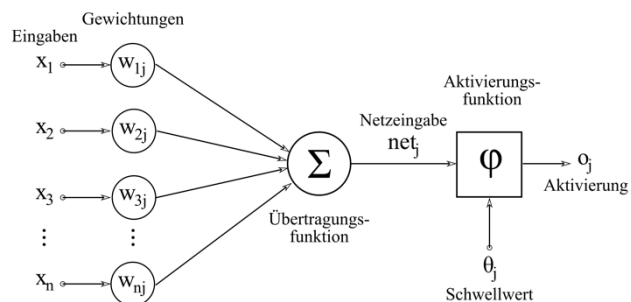 Gewichtungen
Eingaben
x1 w1j
x2 w2j
x3 w3j
⋮ ⋮
xn wnj
Σ
Übertragungs-
funktion
Netzeingabe
netj
Aktivierungs-
funktion
φ
oj
Aktivierung
θj
Schwellwert